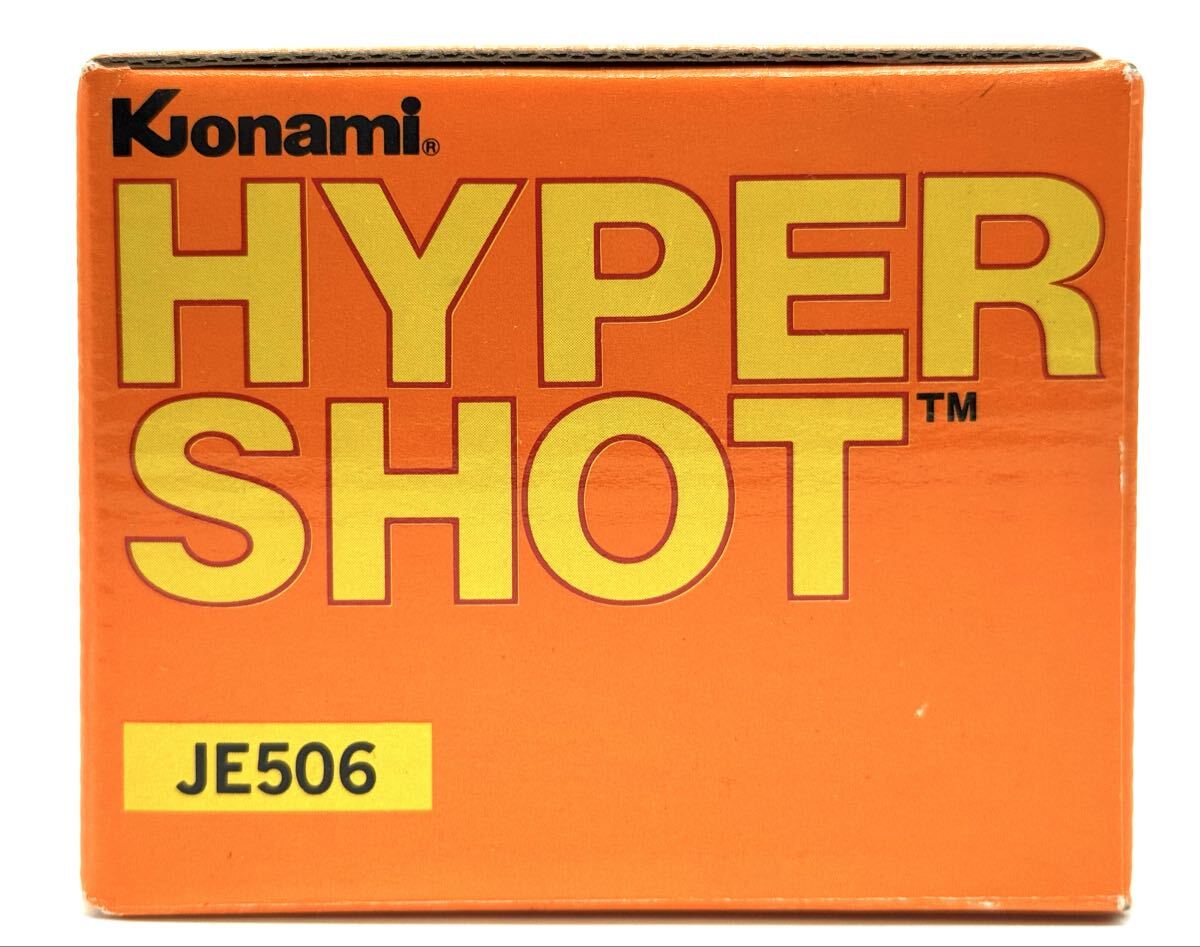 Konami®
HYPER
SHOT™
JE506